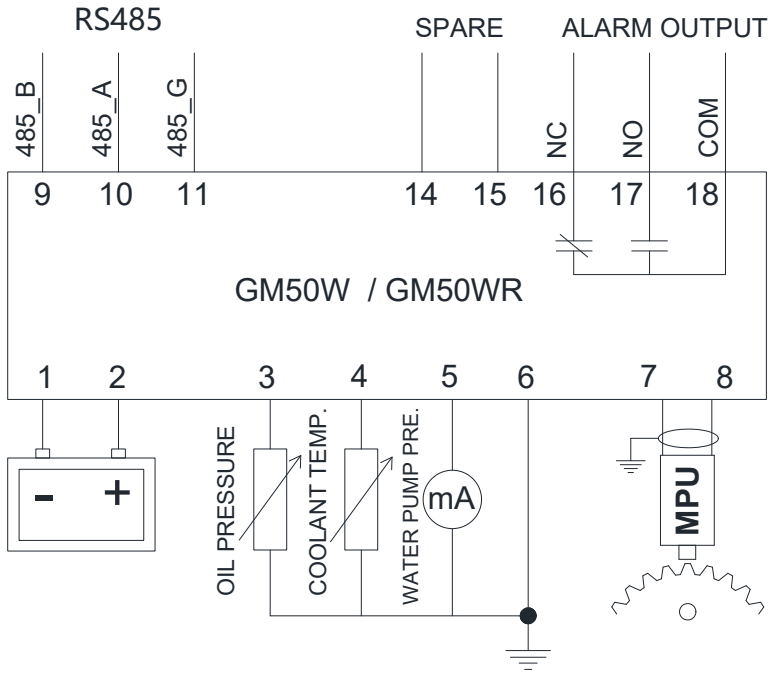 RS485
SPARE
ALARM OUTPUT
485_B
485_A
485_G
NC
NO
COM
9 10 11 14 15 16 17 18
GM50W / GM50WR
1 2 3 4 5 6 7 8
- +
OIL PRESSURE
COOLANT TEMP.
WATER PUMP PRE.
mA
MPU